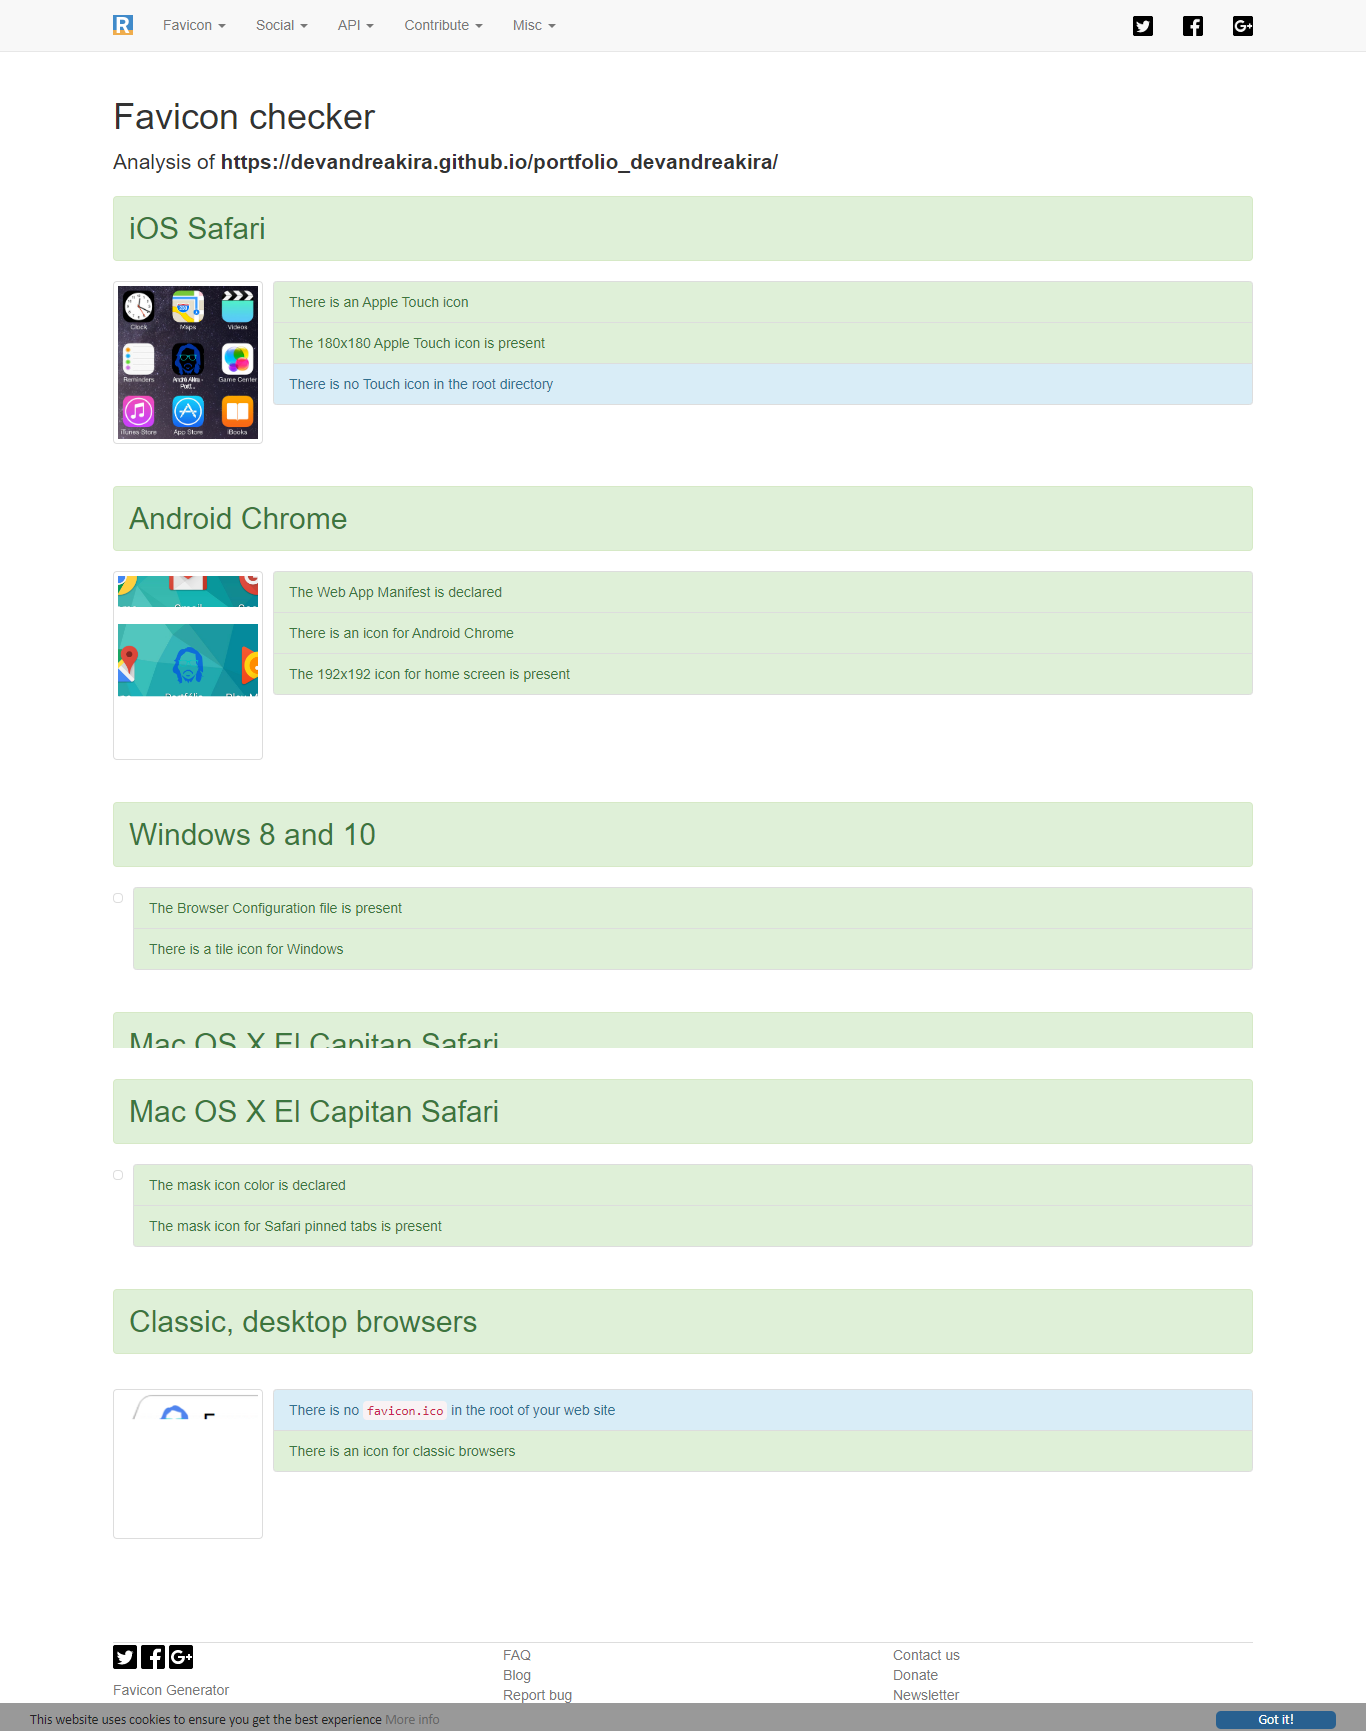 Favicon Social API Contribute Misc
Favicon checker
Analysis of https://devandreakira.github.io/portfolio_devandreakira/
iOS Safari
Clock Maps Videos
Reminders André Akira - Portf... Game Center
iTunes Store App Store iBooks
There is an Apple Touch icon
The 180x180 Apple Touch icon is present
There is no Touch icon in the root directory
Android Chrome
The Web App Manifest is declared
There is an icon for Android Chrome
The 192x192 icon for home screen is present
Windows 8 and 10
The Browser Configuration file is present
There is a tile icon for Windows
Mac OS X El Capitan Safari
Mac OS X El Capitan Safari
The mask icon color is declared
The mask icon for Safari pinned tabs is present
Classic, desktop browsers
There is no favicon.ico in the root of your web site
There is an icon for classic browsers
Favicon Generator
FAQ
Blog
Report bug
Contact us
Donate
Newsletter
This website uses cookies to ensure you get the best experience More info
Got it!